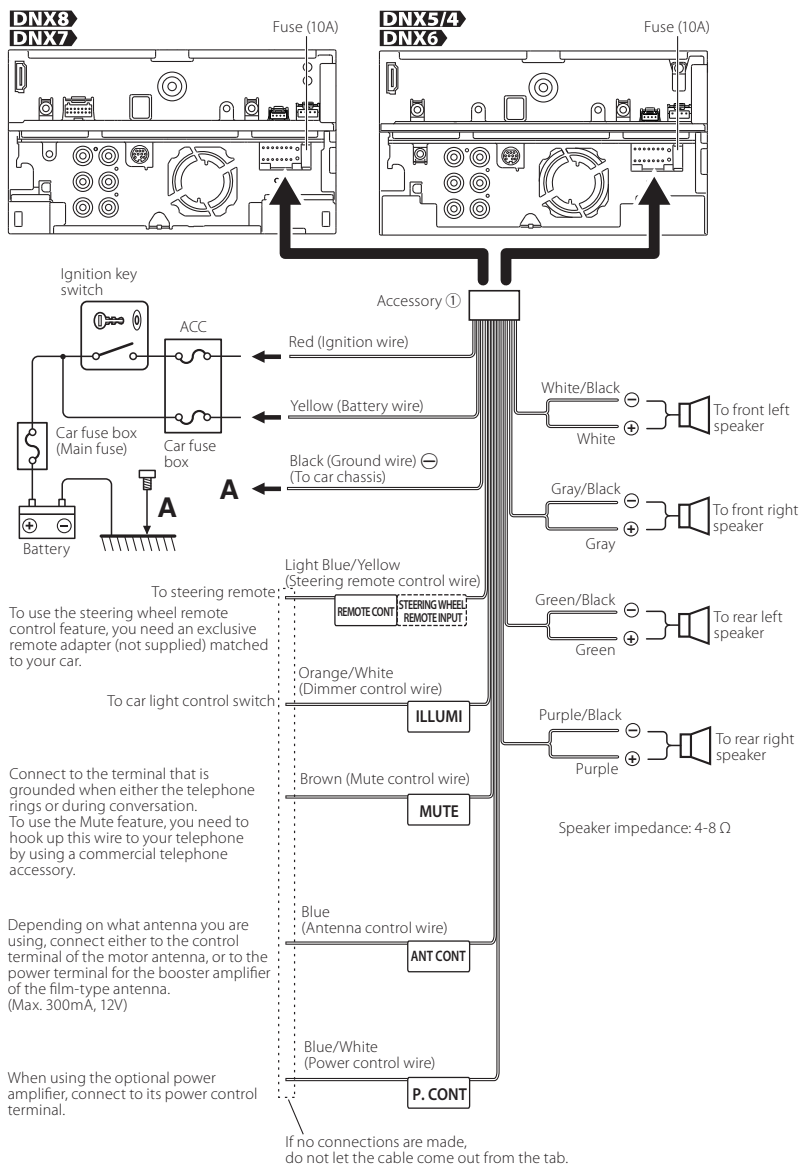 DNX8
DNX7
Fuse (10A)
DNX5/4
DNX6
Fuse (10A)
Ignition key
switch
ACC
Accessory ①
Red (Ignition wire)
Yellow (Battery wire)
Car fuse box
(Main fuse)
Car fuse
box
Black (Ground wire) ⊖
(To car chassis)
A
A
Battery
White/Black
White
To front left
speaker
Gray/Black
Gray
To front right
speaker
Green/Black
Green
To rear left
speaker
Purple/Black
Purple
To rear right
speaker
Speaker impedance: 4-8 Ω
Light Blue/Yellow
(Steering remote control wire)
To steering remote
REMOTE CONT
STEERING WHEEL
REMOTE INPUT
To use the steering wheel remote
control feature, you need an exclusive
remote adapter (not supplied) matched
to your car.
Orange/White
(Dimmer control wire)
To car light control switch
ILLUMI
Brown (Mute control wire)
MUTE
Connect to the terminal that is
grounded when either the telephone
rings or during conversation.
To use the Mute feature, you need to
hook up this wire to your telephone
by using a commercial telephone
accessory.
Blue
(Antenna control wire)
ANT CONT
Depending on what antenna you are
using, connect either to the control
terminal of the motor antenna, or to the
power terminal for the booster amplifier
of the film-type antenna.
(Max. 300mA, 12V)
Blue/White
(Power control wire)
P. CONT
When using the optional power
amplifier, connect to its power control
terminal.
If no connections are made,
do not let the cable come out from the tab.